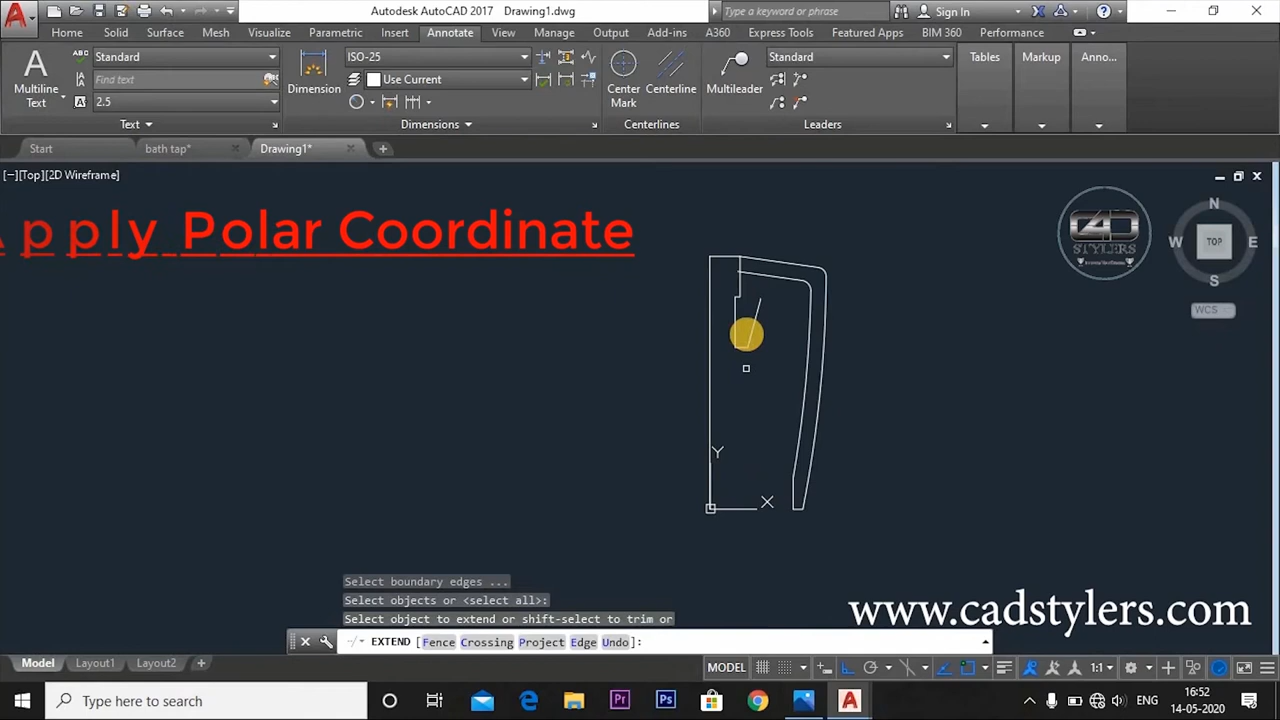 Autodesk AutoCAD 2017 Drawing1.dwg
Type a keyword or phrase
Sign In
Home Solid Surface Mesh Visualize Parametric Insert Annotate View Manage Output Add-ins A360 Express Tools Featured Apps BIM 360 Performance
Standard
Find text
2.5
Multiline
Text
Text
ISO-25
Use Current
Dimension
Dimensions
Center
Mark
Centerline
Centerlines
Multileader
Standard
Leaders
Tables
Markup
Anno...
Start
bath tap*
Drawing1*
[−][Top][2D Wireframe]
Apply Polar Coordinate
C4D
STYLERS
N
W TOP E
S
WCS
Y
X
Select boundary edges ...
Select objects or <select all>:
Select object to extend or shift-select to trim or
EXTEND [Fence Crossing Project Edge Undo]:
www.cadstylers.com
Model Layout1 Layout2
MODEL
1:1
Type here to search
Pr
Ps
A
ENG
16:52
14-05-2020